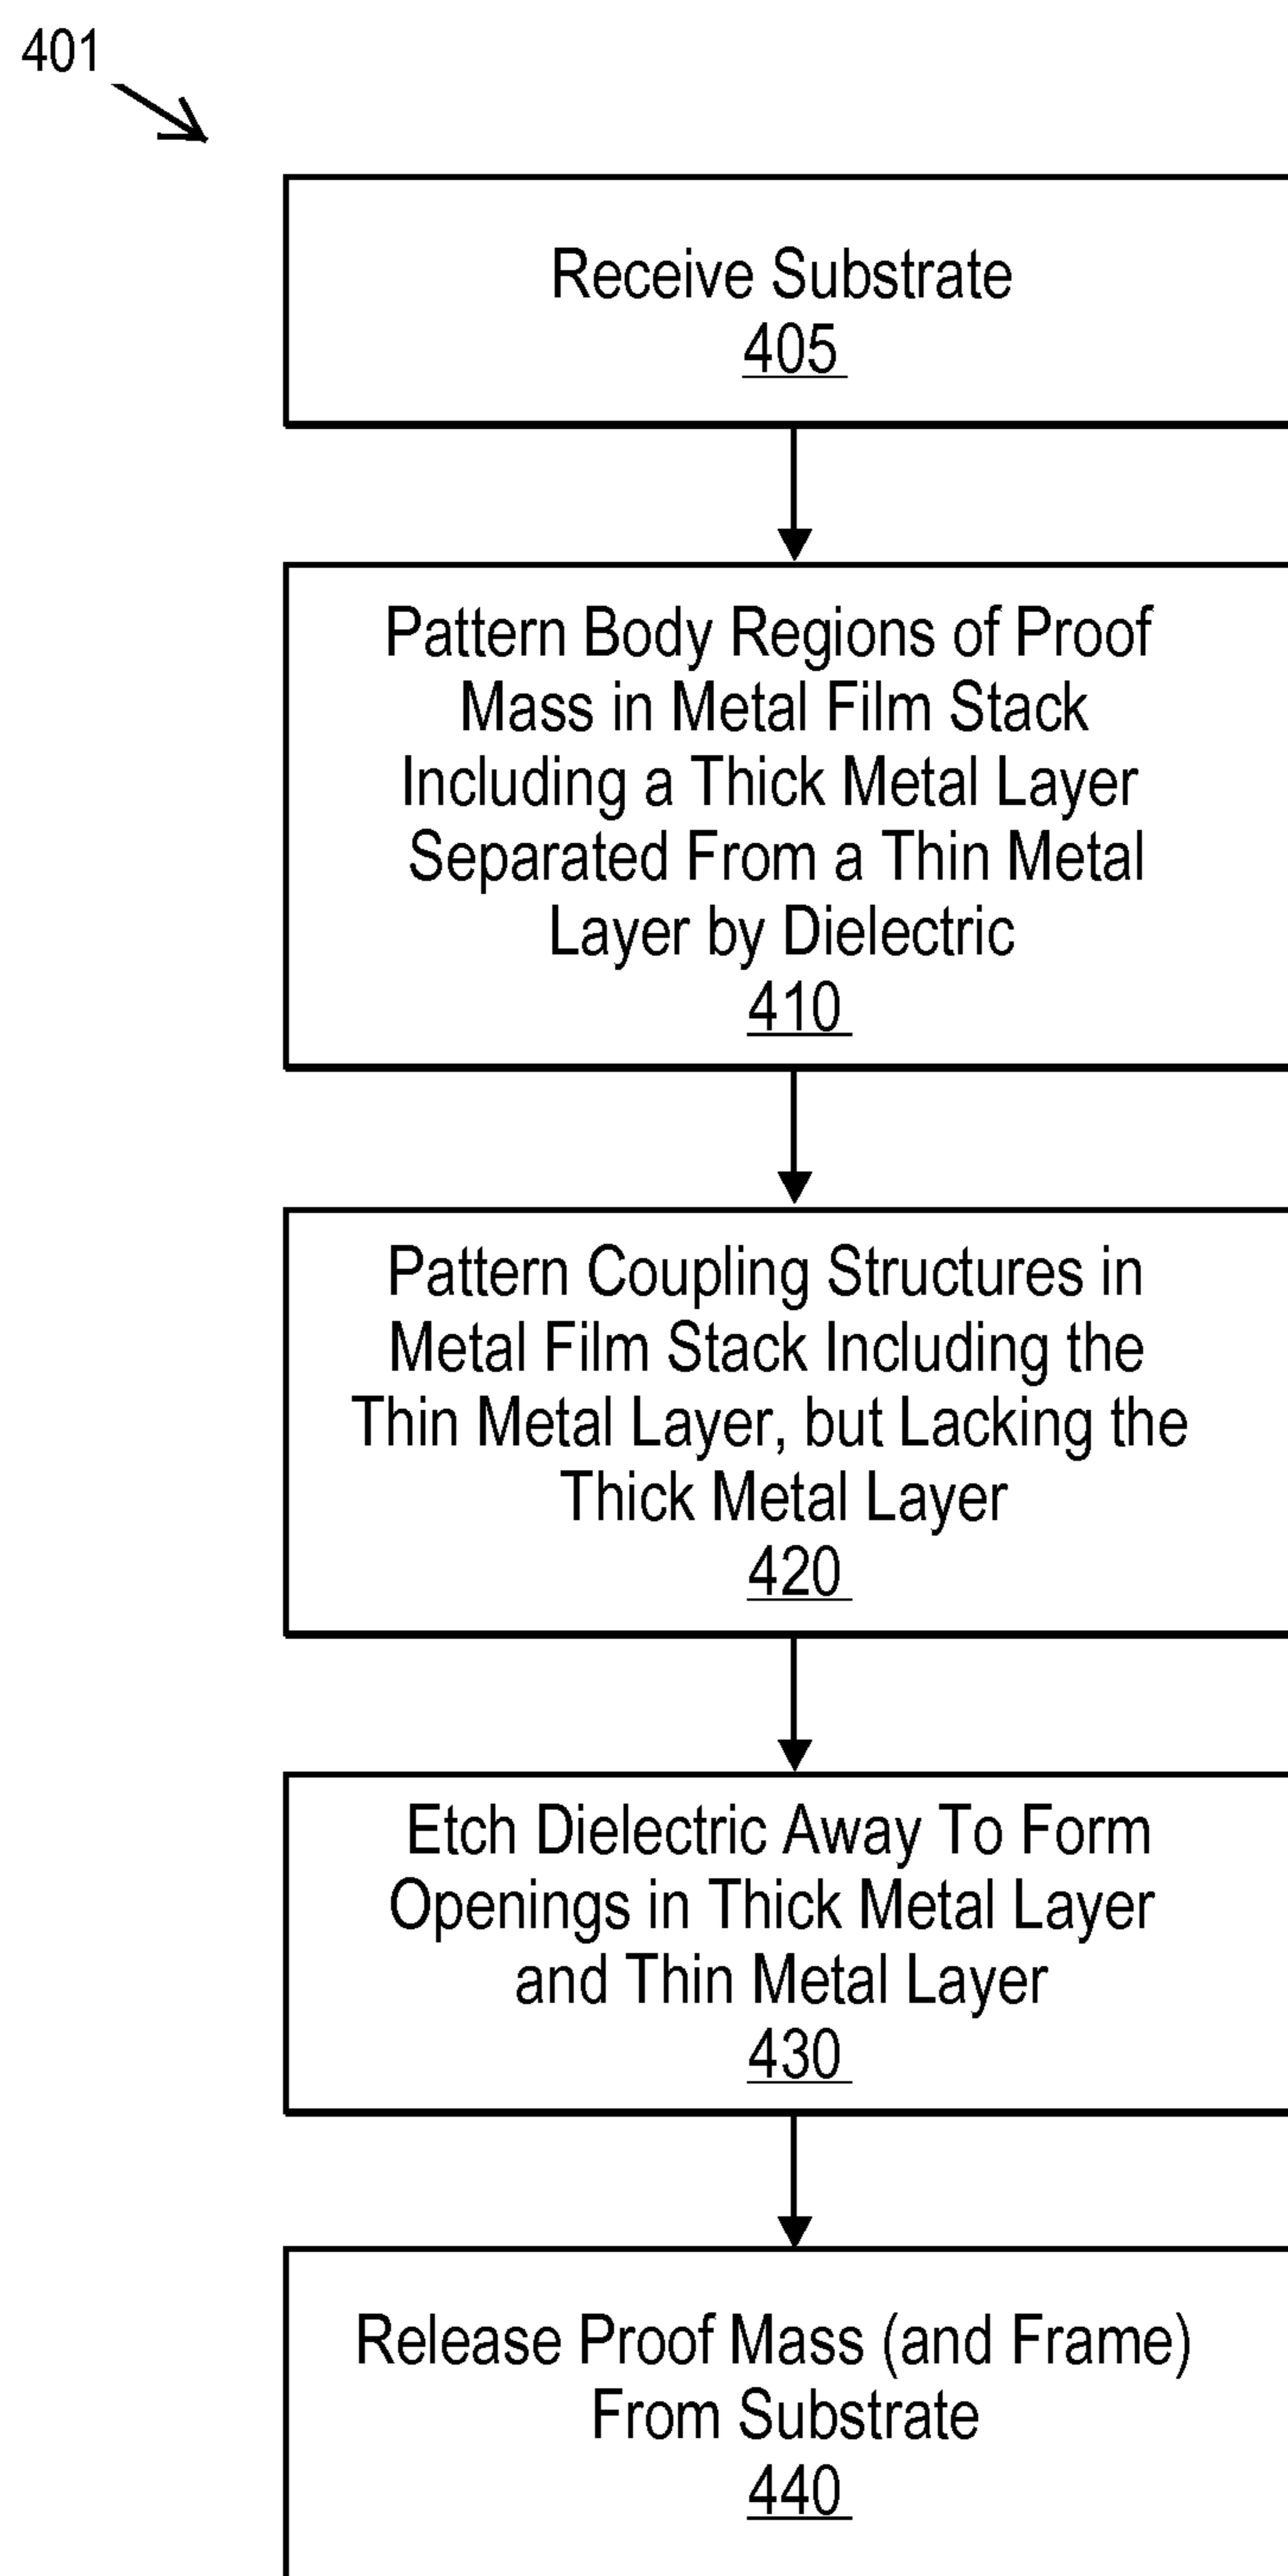 401
Receive Substrate
405
Pattern Body Regions of Proof
Mass in Metal Film Stack
Including a Thick Metal Layer
Separated From a Thin Metal
Layer by Dielectric
410
Pattern Coupling Structures in
Metal Film Stack Including the
Thin Metal Layer, but Lacking the
Thick Metal Layer
420
Etch Dielectric Away To Form
Openings in Thick Metal Layer
and Thin Metal Layer
430
Release Proof Mass (and Frame)
From Substrate
440